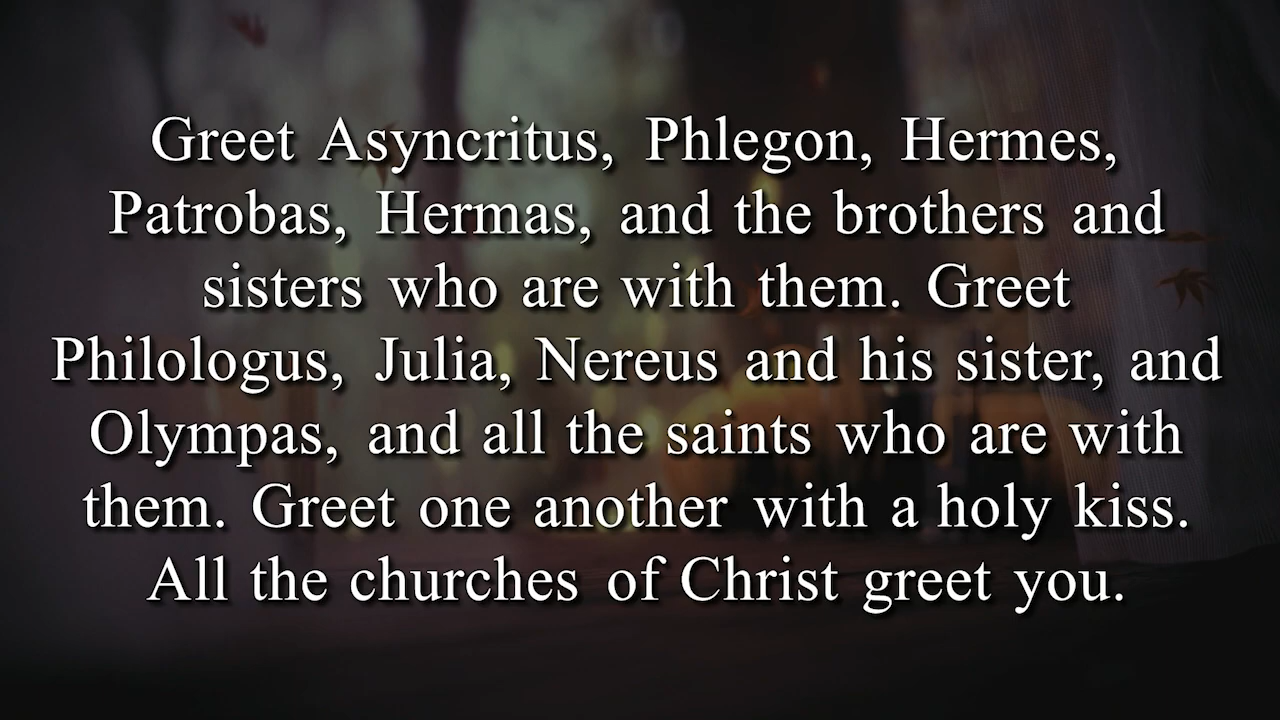 Greet Asyncritus, Phlegon, Hermes,
Patrobas, Hermas, and the brothers and
sisters who are with them. Greet
Philologus, Julia, Nereus and his sister, and
Olympas, and all the saints who are with
them. Greet one another with a holy kiss.
All the churches of Christ greet you.